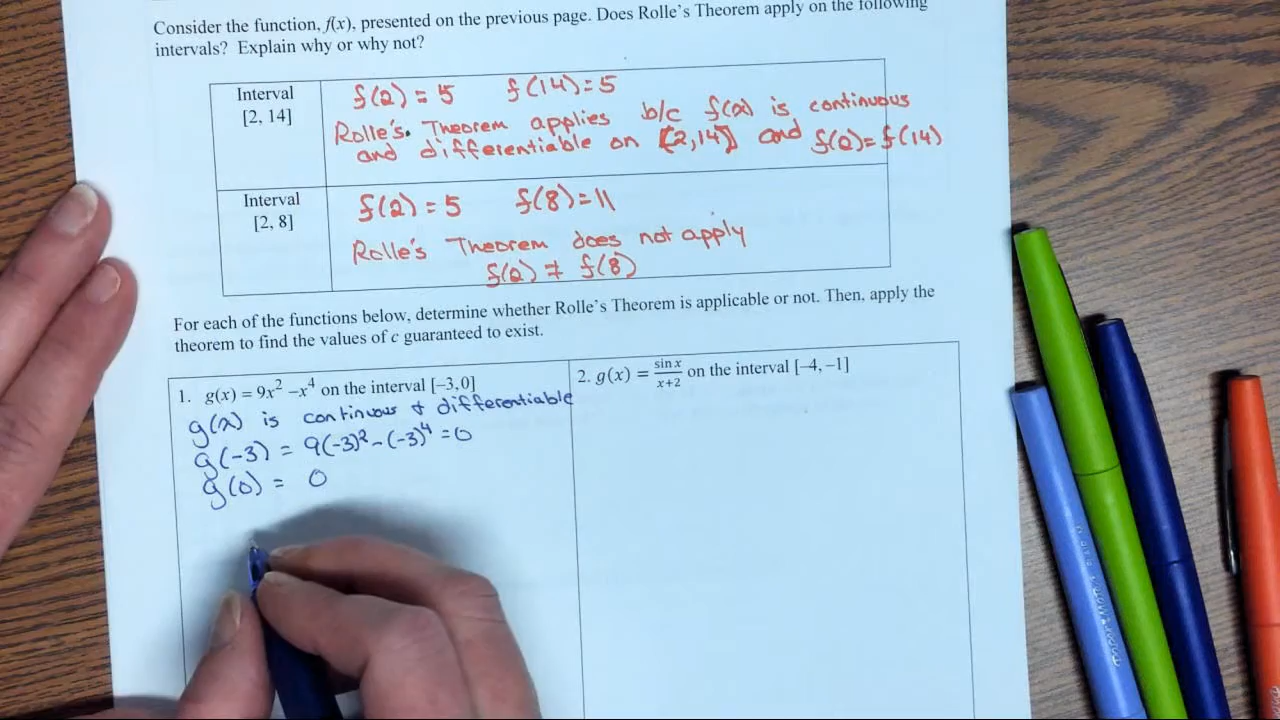 Consider the function, f(x), presented on the previous page. Does Rolle's Theorem apply on the following
intervals? Explain why or why not?
Interval
[2, 14]
f(2) = 5 f(14) = 5
Rolle's Theorem applies b/c f(x) is continuous
and differentiable on [2,14] and f(2) = f(14)
Interval
[2, 8]
f(2) = 5 f(8) = 11
Rolle's Theorem does not apply
f(2) ≠ f(8)
For each of the functions below, determine whether Rolle's Theorem is applicable or not. Then, apply the
theorem to find the values of c guaranteed to exist.
1. g(x) = 9x² – x⁴ on the interval [–3,0]
g(x) is continuous & differentiable
g(-3) = 9(-3)² - (-3)⁴ = 0
g(0) = 0
2. g(x) = sin x / x+2 on the interval [–4, –1]